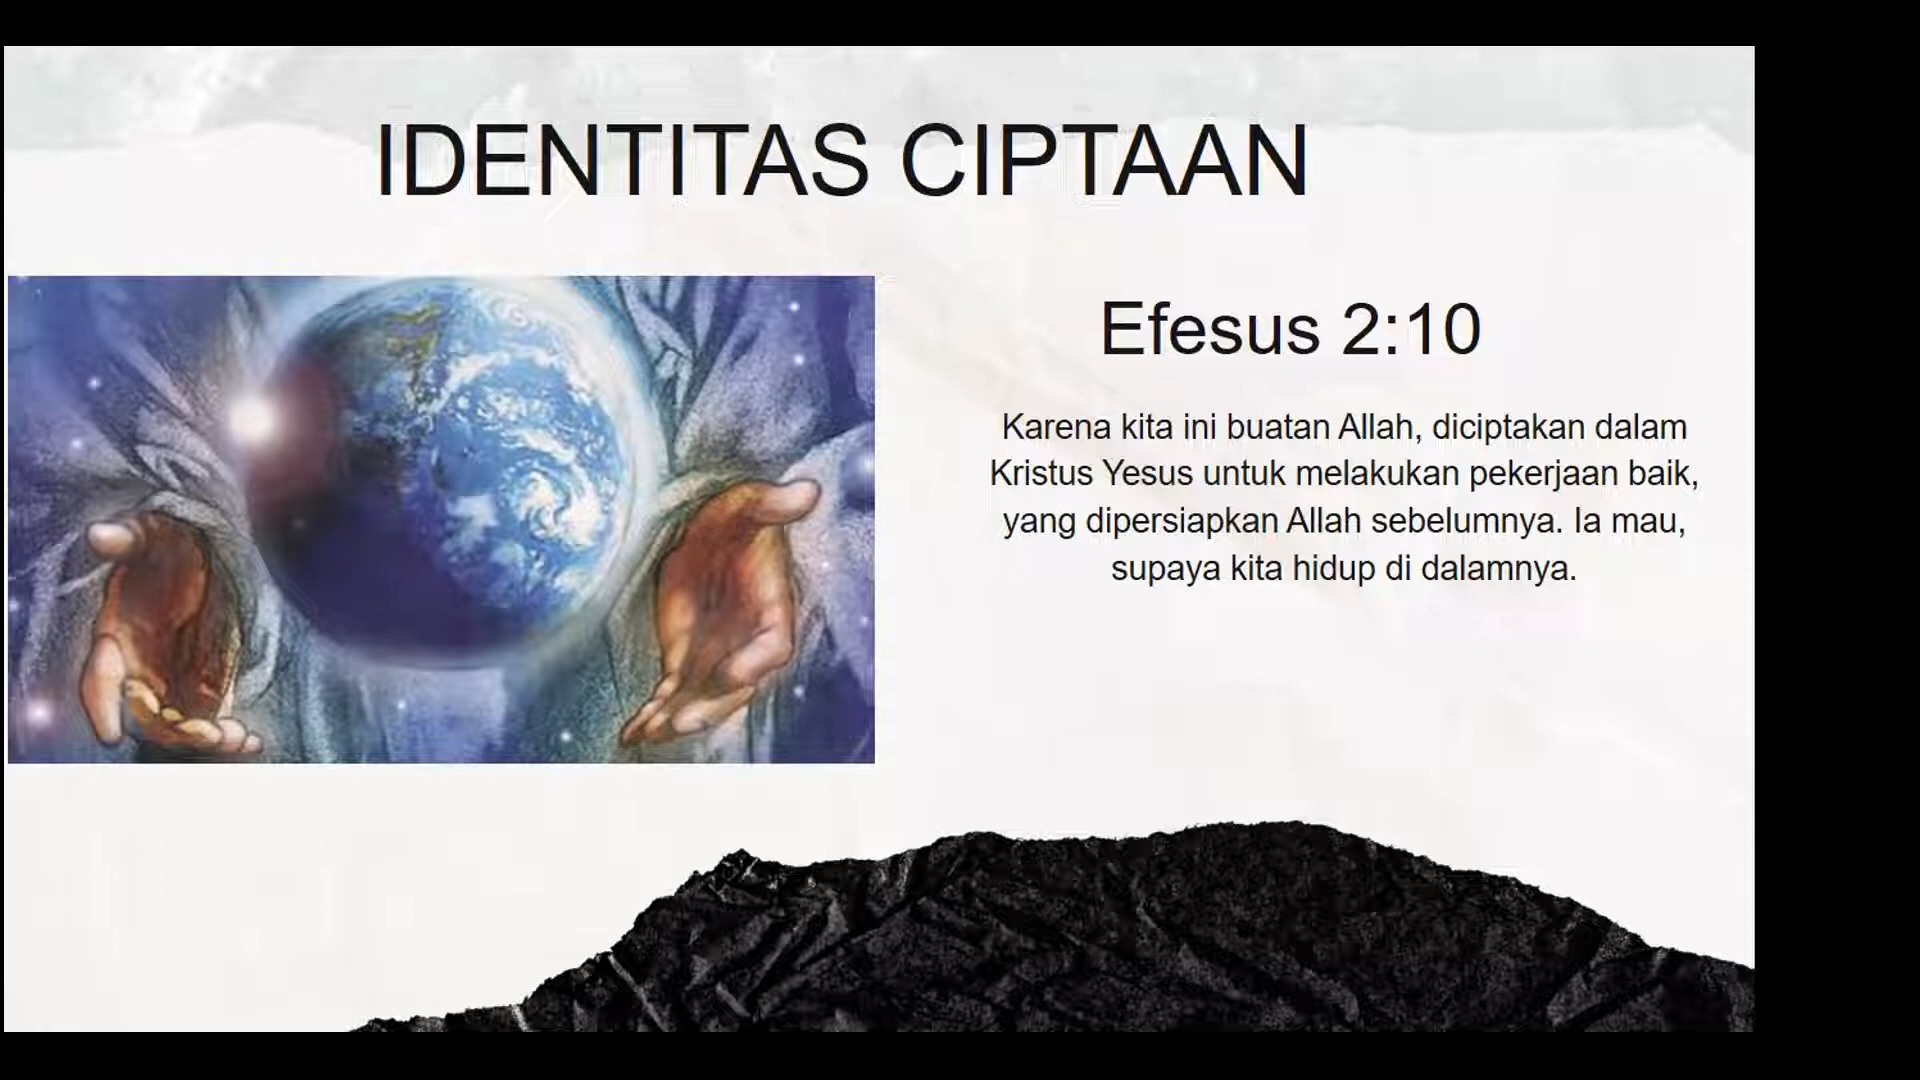 IDENTITAS CIPTAAN
Efesus 2:10
Karena kita ini buatan Allah, diciptakan dalam
Kristus Yesus untuk melakukan pekerjaan baik,
yang dipersiapkan Allah sebelumnya. Ia mau,
supaya kita hidup di dalamnya.